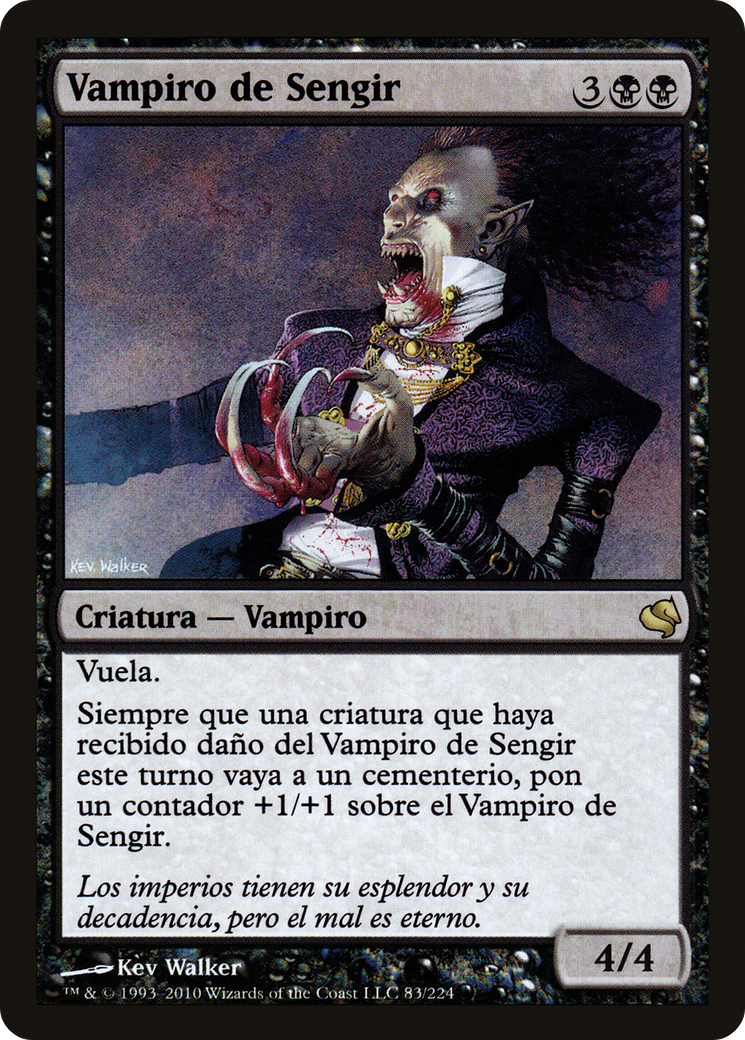 Vampiro de Sengir 3
Kev. Walker
Criatura — Vampiro
Vuela.
Siempre que una criatura que haya
recibido daño del Vampiro de Sengir
este turno vaya a un cementerio, pon
un contador +1/+1 sobre el Vampiro de
Sengir.
Los imperios tienen su esplendor y su
decadencia, pero el mal es eterno.
4/4
Kev Walker
™ & © 1993–2010 Wizards of the Coast LLC 83/224